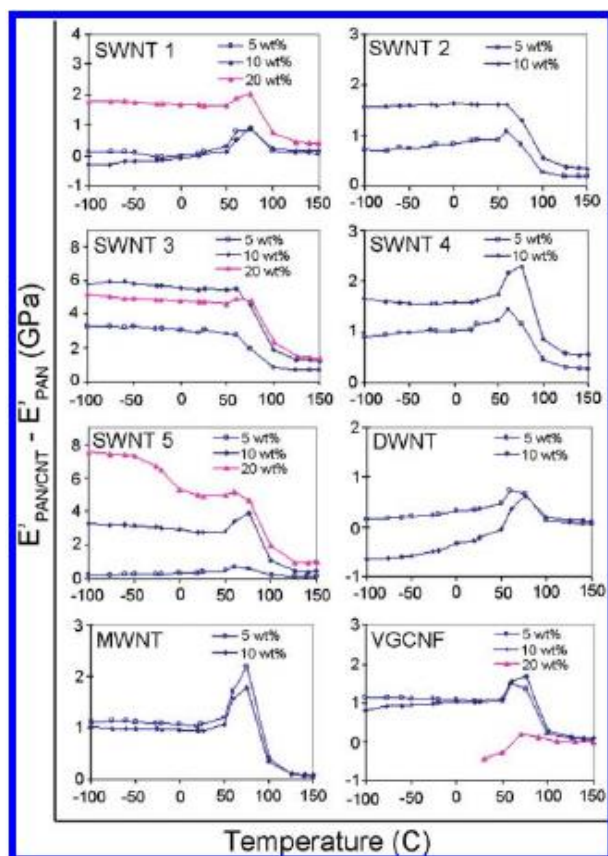 E'PAN/CNT - E'PAN (GPa)
SWNT 1
5 wt%
10 wt%
20 wt%
4
3
2
1
0
-1
-100 -50 0 50 100 150
SWNT 2
5 wt%
10 wt%
3
2
1
0
-100 -50 0 50 100 150
SWNT 3
5 wt%
10 wt%
20 wt%
8
6
4
2
0
-100 -50 0 50 100 150
SWNT 4
5 wt%
10 wt%
3
2
1
0
-100 -50 0 50 100 150
SWNT 5
5 wt%
10 wt%
20 wt%
8
6
4
2
0
-100 -50 0 50 100 150
DWNT
5 wt%
10 wt%
2
1
0
-1
-100 -50 0 50 100 150
MWNT
5 wt%
10 wt%
3
2
1
0
-100 -50 0 50 100 150
VGCNF
5 wt%
10 wt%
20 wt%
3
2
1
0
-1
-100 -50 0 50 100 150
Temperature (C)